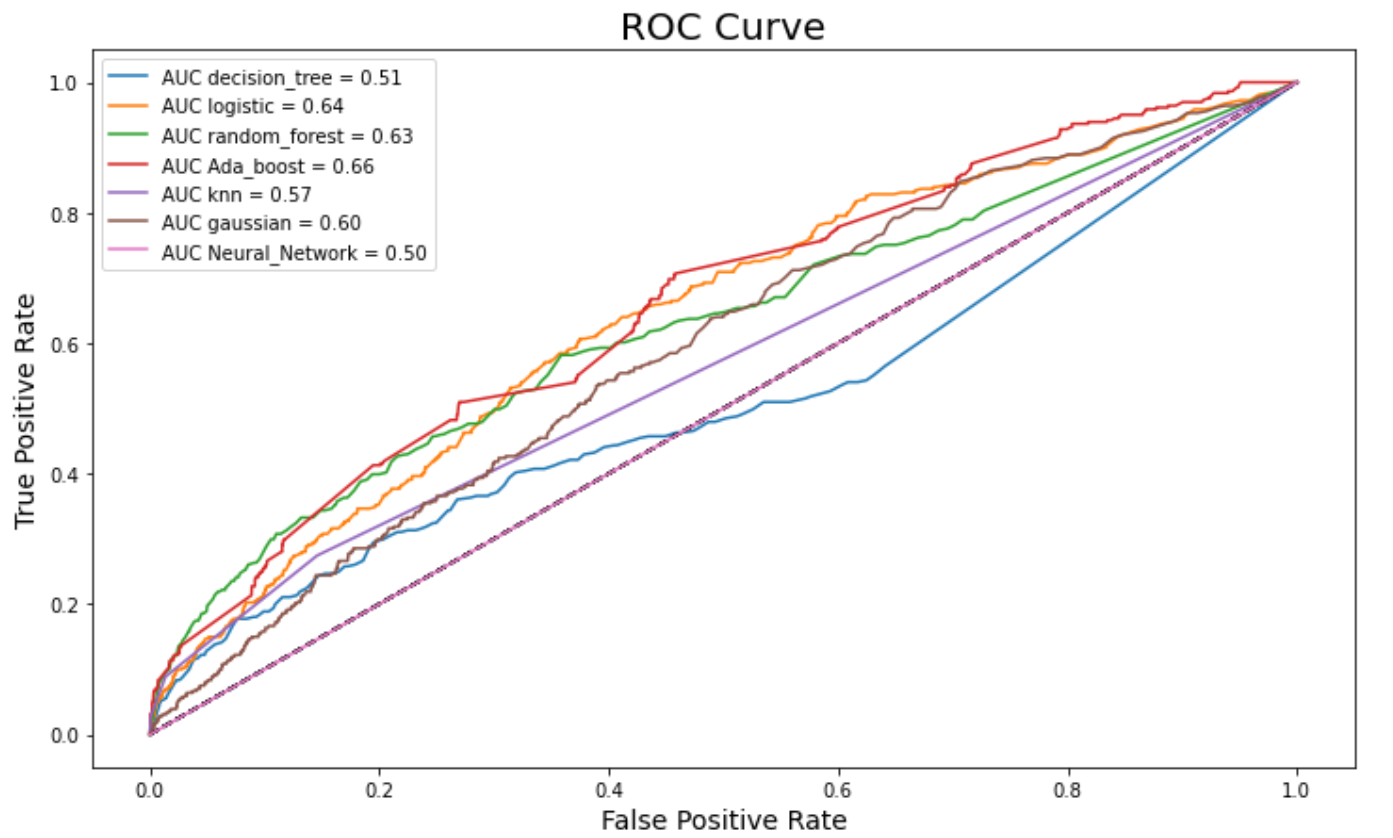 ROC Curve
AUC decision_tree = 0.51
AUC logistic = 0.64
AUC random_forest = 0.63
AUC Ada_boost = 0.66
AUC knn = 0.57
AUC gaussian = 0.60
AUC Neural_Network = 0.50
True Positive Rate
1.0
0.8
0.6
0.4
0.2
0.0
0.0 0.2 0.4 0.6 0.8 1.0
False Positive Rate